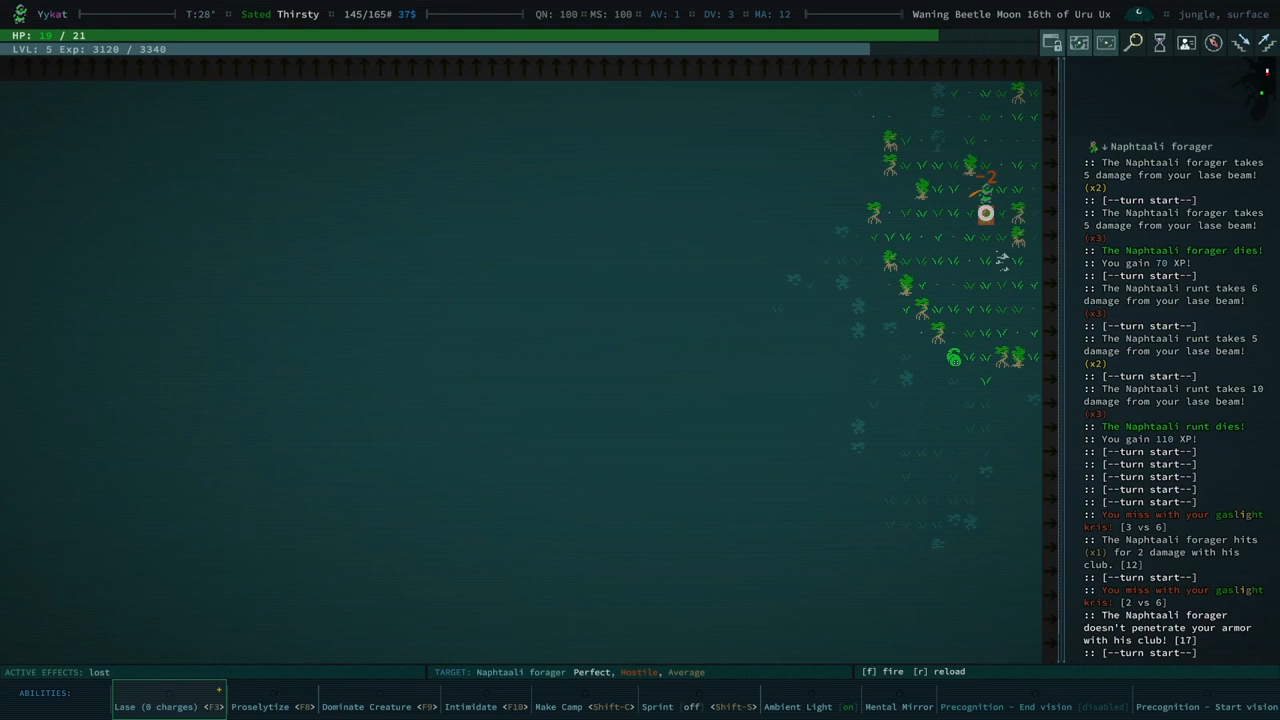 Yykat T:28° Sated Thirsty 145/165# 37$ QN: 100 MS: 100 AV: 1 DV: 3 MA: 12 Waning Beetle Moon 16th of Uru Ux jungle, surface
HP: 19 / 21
LVL: 5 Exp: 3120 / 3340
-2
Naphtaali forager
:: The Naphtaali forager takes
5 damage from your lase beam!
(x2)
:: [--turn start--]
:: The Naphtaali forager takes
5 damage from your lase beam!
(x3)
:: The Naphtaali forager dies!
:: You gain 70 XP!
:: [--turn start--]
:: The Naphtaali runt takes 6
damage from your lase beam!
(x3)
:: [--turn start--]
:: The Naphtaali runt takes 5
damage from your lase beam!
(x2)
:: [--turn start--]
:: The Naphtaali runt takes 10
damage from your lase beam!
(x3)
:: The Naphtaali runt dies!
:: You gain 110 XP!
:: [--turn start--]
:: [--turn start--]
:: [--turn start--]
:: [--turn start--]
:: [--turn start--]
:: You miss with your gaslight
kris! [3 vs 6]
:: The Naphtaali forager hits
(x1) for 2 damage with his
club. [12]
:: [--turn start--]
:: You miss with your gaslight
kris! [2 vs 6]
:: The Naphtaali forager
doesn't penetrate your armor
with his club! [17]
:: [--turn start--]
ACTIVE EFFECTS: lost TARGET: Naphtaali forager Perfect, Hostile, Average [f] fire [r] reload
ABILITIES: Lase (0 charges) <F3> Proselytize <F8> Dominate Creature <F9> Intimidate <F10> Make Camp <Shift-C> Sprint [off] <Shift-S> Ambient Light [on] Mental Mirror Precognition - End vision [disabled] Precognition - Start vision